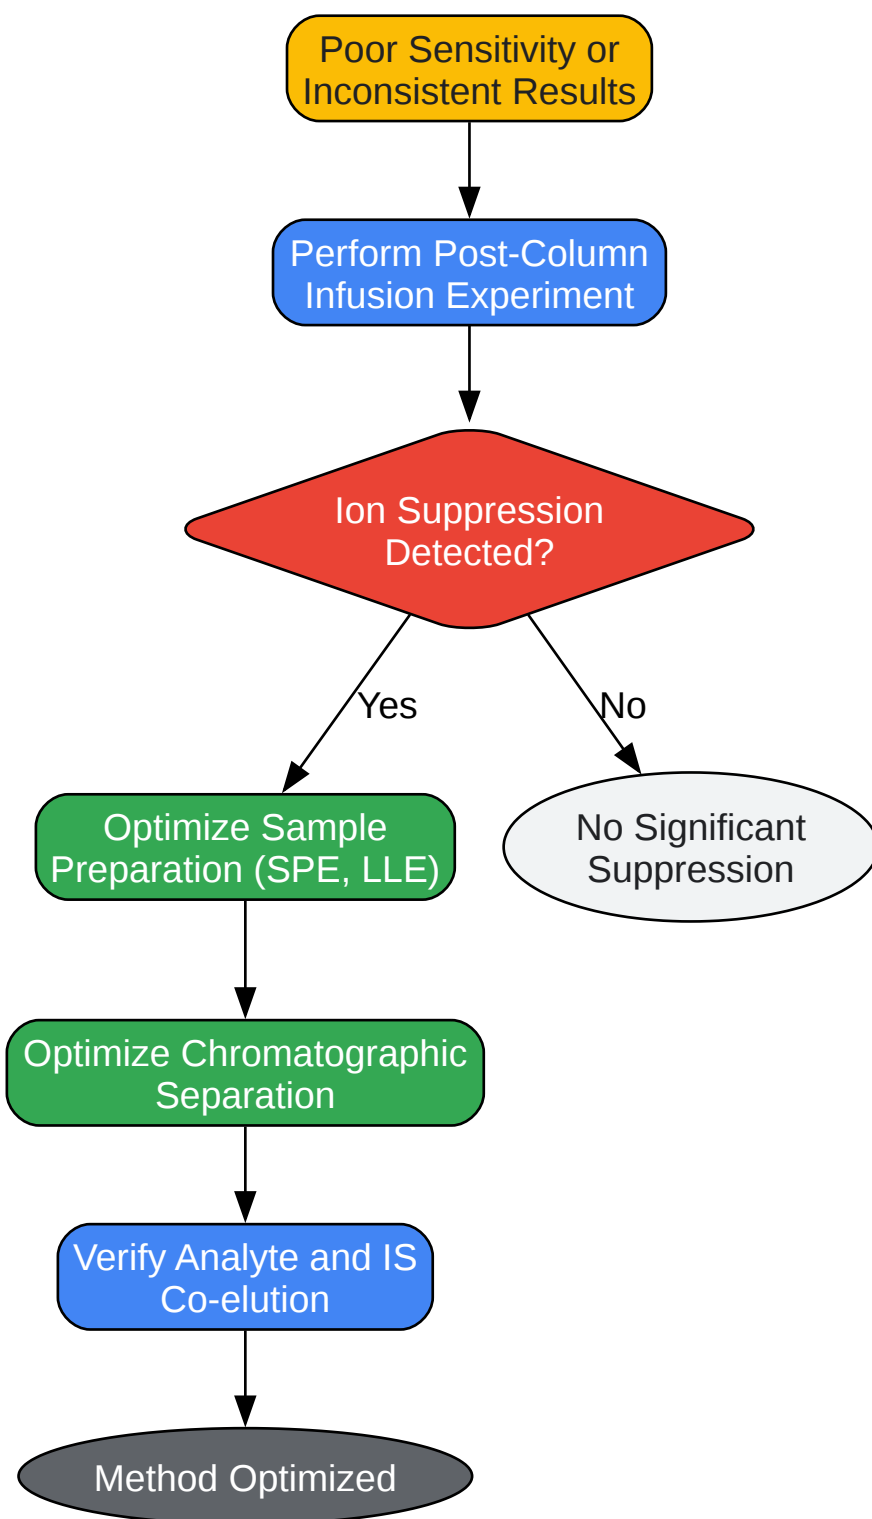 Poor Sensitivity or
Inconsistent Results
Perform Post-Column
Infusion Experiment
Ion Suppression
Detected?
Yes
No
Optimize Sample
Preparation (SPE, LLE)
No Significant
Suppression
Optimize Chromatographic
Separation
Verify Analyte and IS
Co-elution
Method Optimized